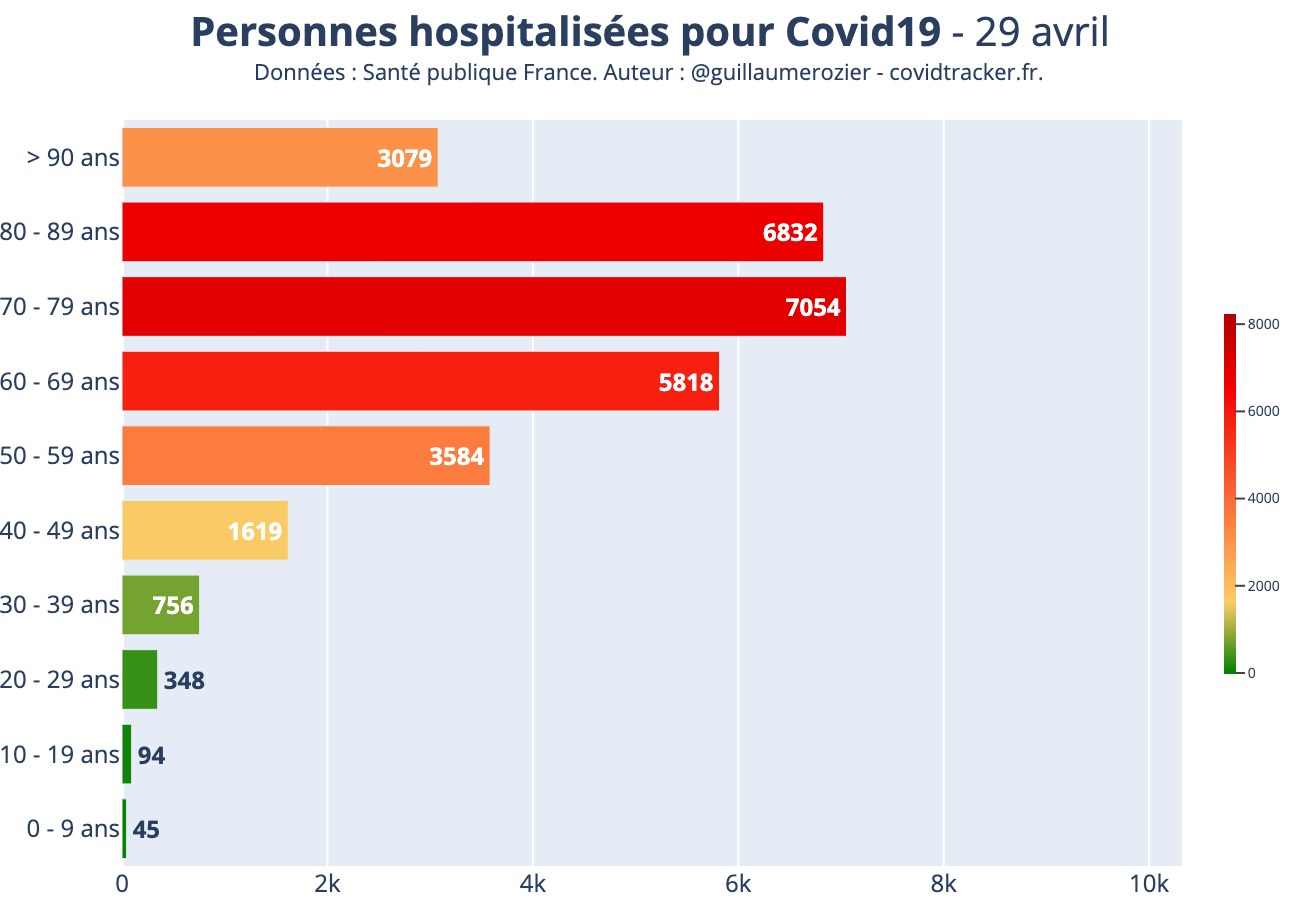 Personnes hospitalisées pour Covid19 - 29 avril
Données : Santé publique France. Auteur : @guillaumerozier - covidtracker.fr.
> 90 ans 3079
80 - 89 ans 6832
70 - 79 ans 7054
60 - 69 ans 5818
50 - 59 ans 3584
40 - 49 ans 1619
30 - 39 ans 756
20 - 29 ans 348
10 - 19 ans 94
0 - 9 ans 45
0 2k 4k 6k 8k 10k
8000
6000
4000
2000
0